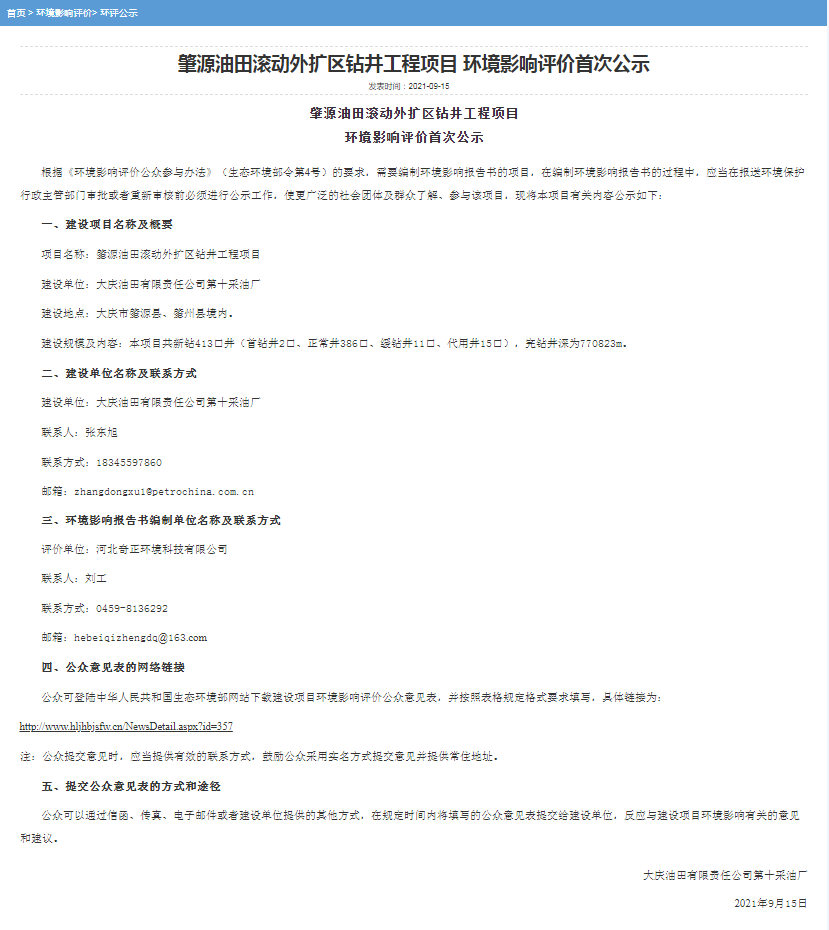 首页 > 环境影响评价> 环评公示
肇源油田滚动外扩区钻井工程项目 环境影响评价首次公示
发表时间：2021-09-15
肇源油田滚动外扩区钻井工程项目
环境影响评价首次公示
根据《环境影响评价公众参与办法》（生态环境部令第4号）的要求，需要编制环境影响报告书的项目，在编制环境影响报告书的过程中，应当在报送环境保护
行政主管部门审批或者重新审核前必须进行公示工作，使更广泛的社会团体及群众了解、参与该项目，现将本项目有关内容公示如下：
一、建设项目名称及概要
项目名称：肇源油田滚动外扩区钻井工程项目
建设单位：大庆油田有限责任公司第十采油厂
建设地点：大庆市肇源县、肇州县境内。
建设规模及内容：本项目共新钻413口井（首钻井2口、正常井386口、缓钻井11口、代用井15口），完钻井深为770823m。
二、建设单位名称及联系方式
建设单位：大庆油田有限责任公司第十采油厂
联系人：张东旭
联系方式：18345597860
邮箱：zhangdongxu1@petrochina.com.cn
三、环境影响报告书编制单位名称及联系方式
评价单位：河北奇正环境科技有限公司
联系人：刘工
联系方式：0459-8136292
邮箱：hebeiqizhengdq@163.com
四、公众意见表的网络链接
公众可登陆中华人民共和国生态环境部网站下载建设项目环境影响评价公众意见表，并按照表格规定格式要求填写，具体链接为：
http://www.hljhbjsfw.cn/NewsDetail.aspx?id=357
注：公众提交意见时，应当提供有效的联系方式，鼓励公众采用实名方式提交意见并提供常住地址。
五、提交公众意见表的方式和途径
公众可以通过信函、传真、电子邮件或者建设单位提供的其他方式，在规定时间内将填写的公众意见表提交给建设单位，反应与建设项目环境影响有关的意见
和建议。
大庆油田有限责任公司第十采油厂
2021年9月15日